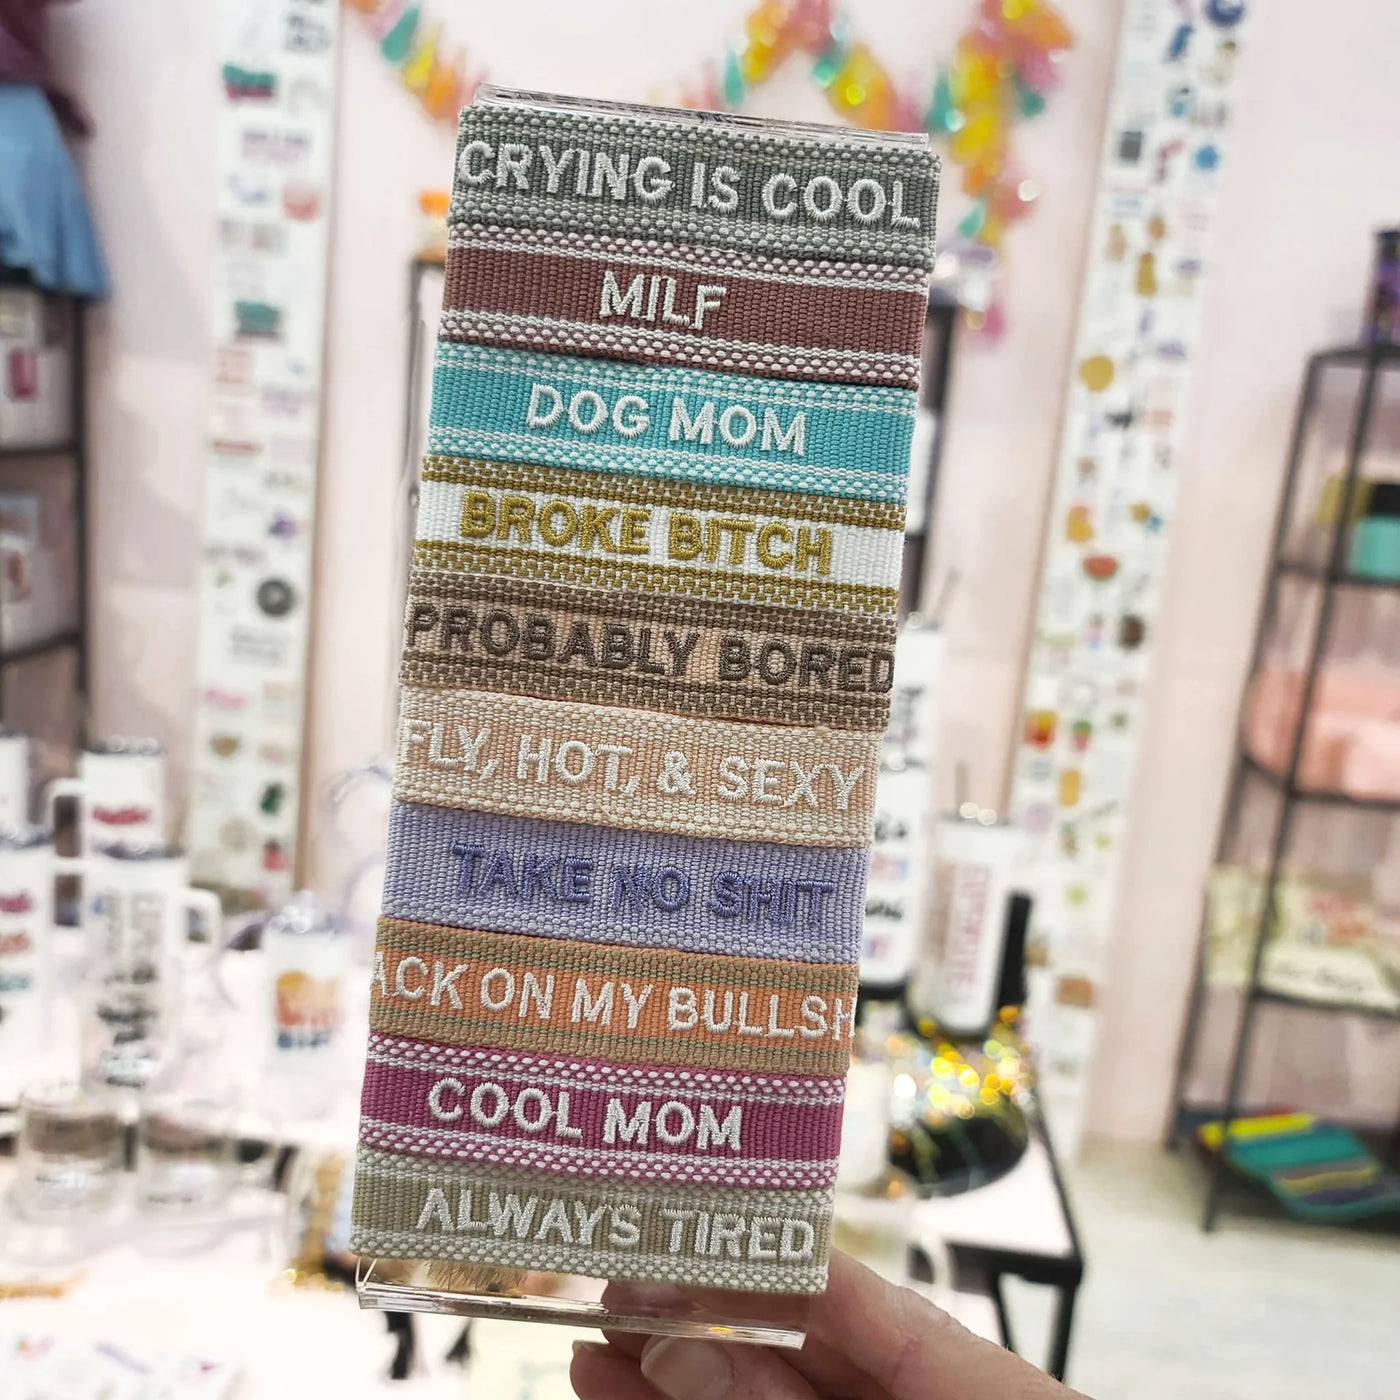 CRYING IS COOL
MILF
DOG MOM
BROKE BITCH
PROBABLY BORED
FLY, HOT, & SEXY
TAKE NO SHIT
ACK ON MY BULLSH
COOL MOM
ALWAYS TIRED